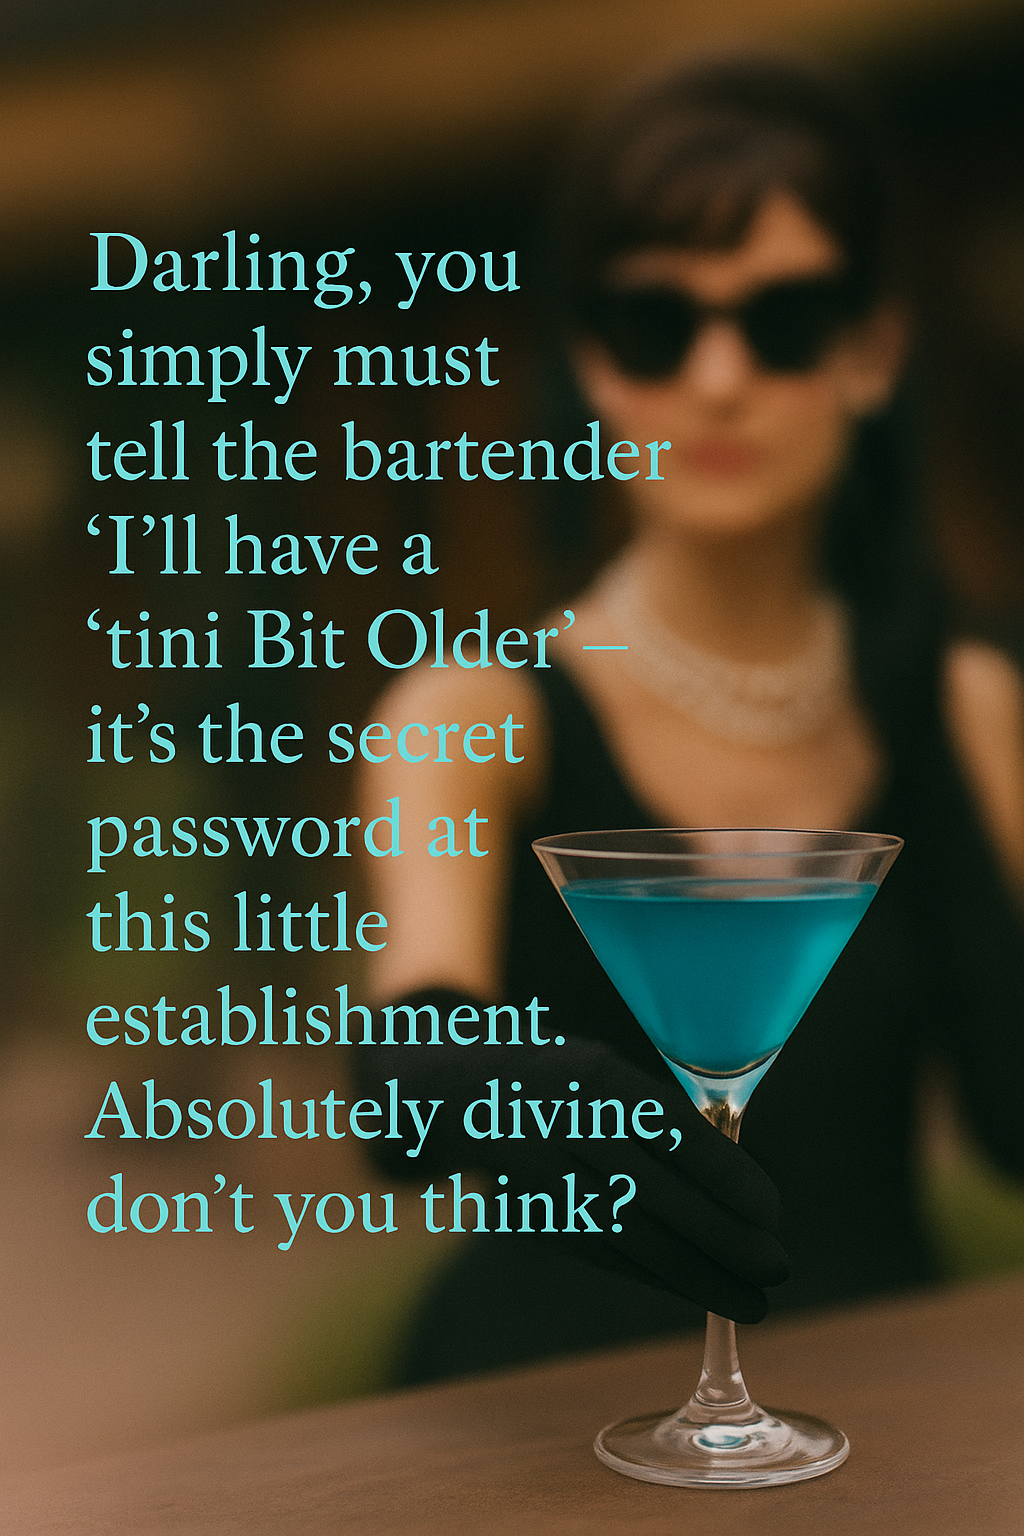 Darling, you
simply must
tell the bartender
‘I’ll have a
‘tini Bit Older’–
it’s the secret
password at
this little
establishment.
Absolutely divine,
don’t you think?